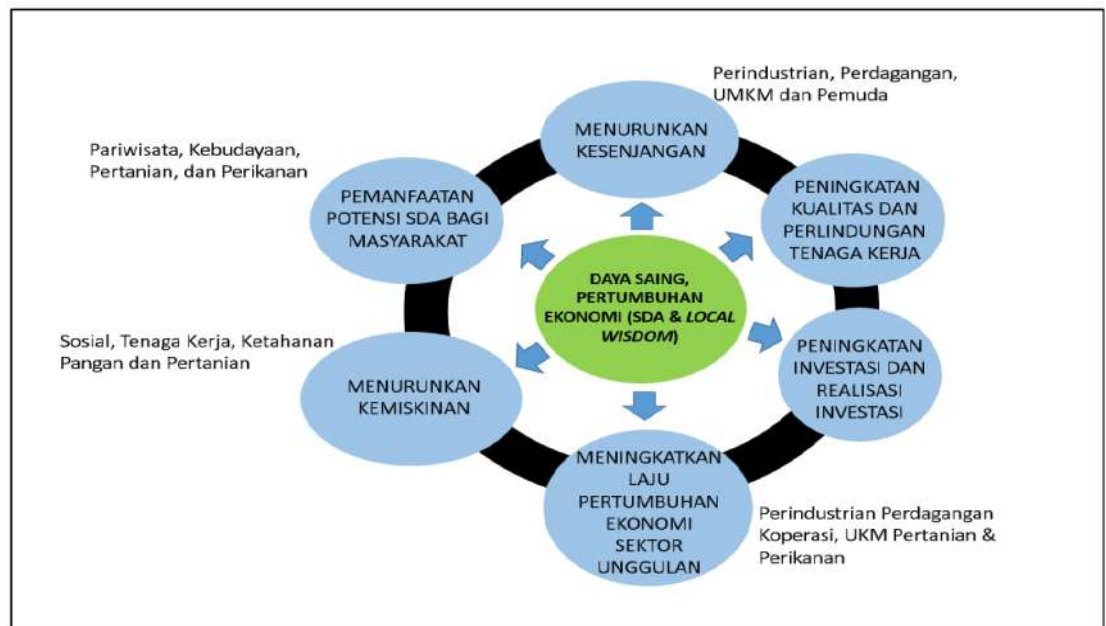 Perindustrian, Perdagangan,
UMKM dan Pemuda
MENURUNKAN
KESENJANGAN
Pariwisata, Kebudayaan,
Pertanian, dan Perikanan
PEMANFAATAN
POTENSI SDA BAGI
MASYARAKAT
PENINGKATAN
KUALITAS DAN
PERLINDUNGAN
TENAGA KERJA
DAYA SAING,
PERTUMBUHAN
EKONOMI (SDA & LOCAL
WISDOM)
Sosial, Tenaga Kerja, Ketahanan
Pangan dan Pertanian
MENURUNKAN
KEMISKINAN
PENINGKATAN
INVESTASI DAN
REALISASI
INVESTASI
MENINGKATKAN
LAJU
PERTUMBUHAN
EKONOMI
SEKTOR
UNGGULAN
Perindustrian Perdagangan
Koperasi, UKM Pertanian &
Perikanan